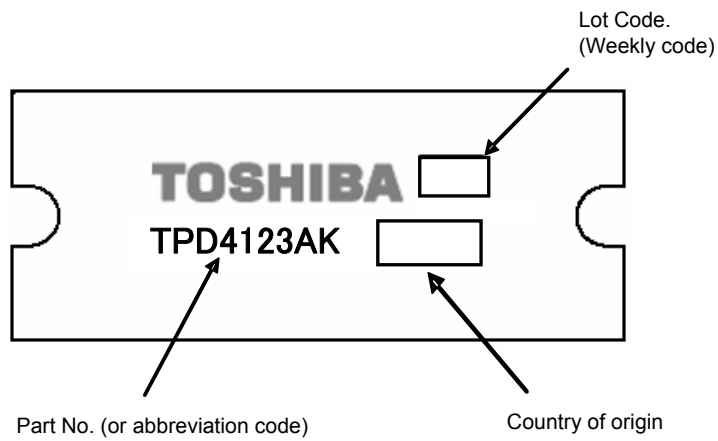 Lot Code.
(Weekly code)
TOSHIBA
TPD4123AK
Part No. (or abbreviation code)
Country of origin